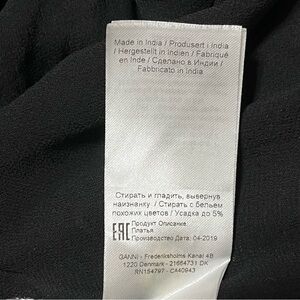 Made in India / Produsert i India
/ Hergestellt in Indien / Fabriqué
en Inde / Сделано в Индии /
Fabbricato in India
Стирать и гладить, вывернув
наизнанку / Стирать с бельем
похожих цветов / Усадка до 5%
EAC Продукт Описание:
Платья
Производство Дата: 04-2019
GANNI - Frederiksholms Kanal 4B
1220 Denmark - 21664731 DK
RN154797 - CA40943